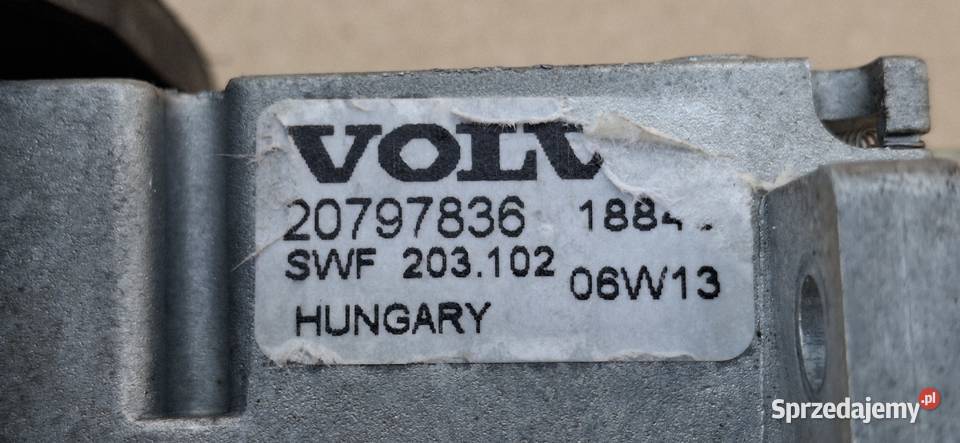 VOLV
20797836 1884
SWF 203.102
06W13
HUNGARY
Sprzedajemy.pl